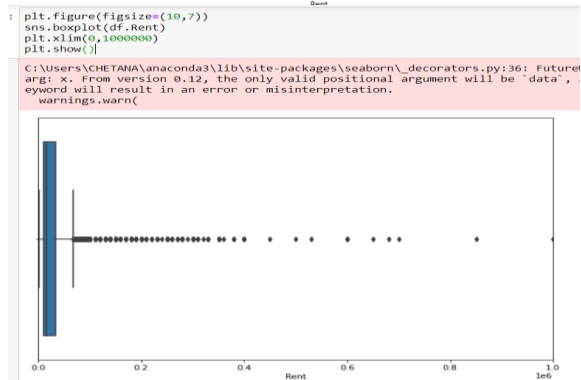 Rent
: plt.figure(figsize=(10,7))
sns.boxplot(df.Rent)
plt.xlim(0,1000000)
plt.show()
C:\Users\CHETANA\anaconda3\lib\site-packages\seaborn\_decorators.py:36: Future
arg: x. From version 0.12, the only valid positional argument will be `data`,
eyword will result in an error or misinterpretation.
warnings.warn(
0.0 0.2 0.4 0.6 0.8 1.0
Rent
1e6